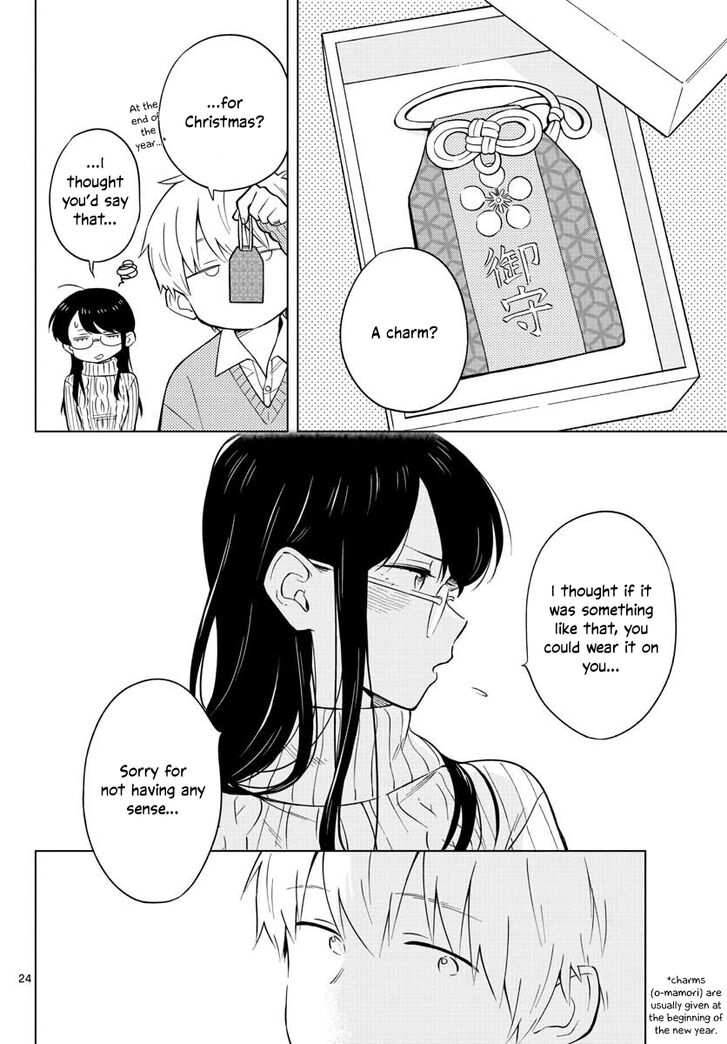 A charm?
御
守
...for
Christmas?
At the
end of
the
year...*
...I
thought
you'd say
that...
I thought if it
was something
like that, you
could wear it on
you...
Sorry for
not having any
sense...
24
*charms
(o-mamori) are
usually given at
the beginning of
the new year.